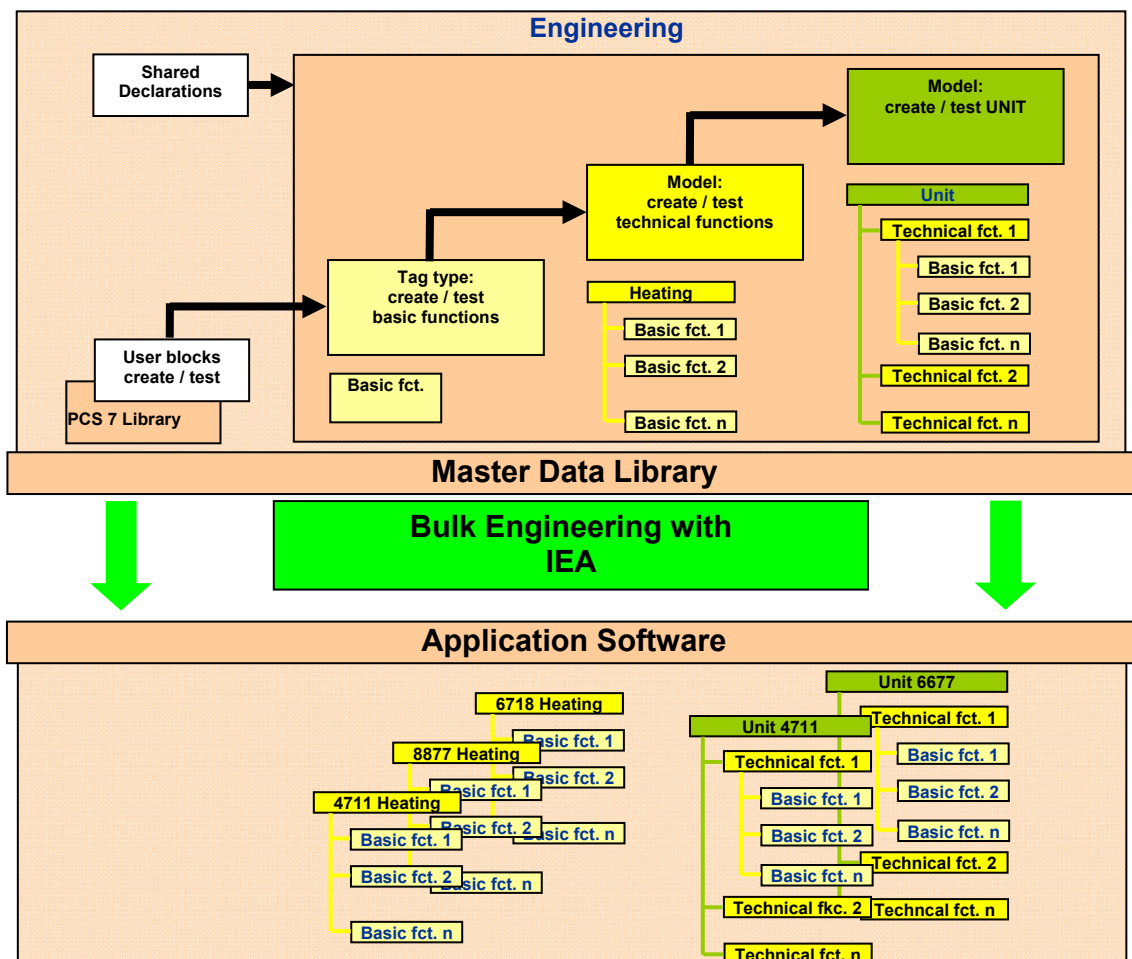 Engineering
Shared
Declarations
Model:
create / test UNIT
Model:
create / test
technical functions
Tag type:
create / test
basic functions
User blocks
create / test
PCS 7 Library
Basic fct.
Heating
Basic fct. 1
Basic fct. 2
Basic fct. n
Unit
Technical fct. 1
Basic fct. 1
Basic fct. 2
Basic fct. n
Technical fct. 2
Technical fct. n
Master Data Library
Bulk Engineering with
IEA
Application Software
6718 Heating
Basic fct. 1
Basic fct. 2
Basic fct. n
8877 Heating
Basic fct. 1
Basic fct. 2
Basic fct. n
4711 Heating
Basic fct. 1
Basic fct. 2
Basic fct. n
Unit 6677
Technical fct. 1
Basic fct. 1
Basic fct. 2
Basic fct. n
Technical fct. 2
Techncal fct. n
Unit 4711
Technical fct. 1
Basic fct. 1
Basic fct. 2
Basic fct. n
Technical fkc. 2
Technical fct. n